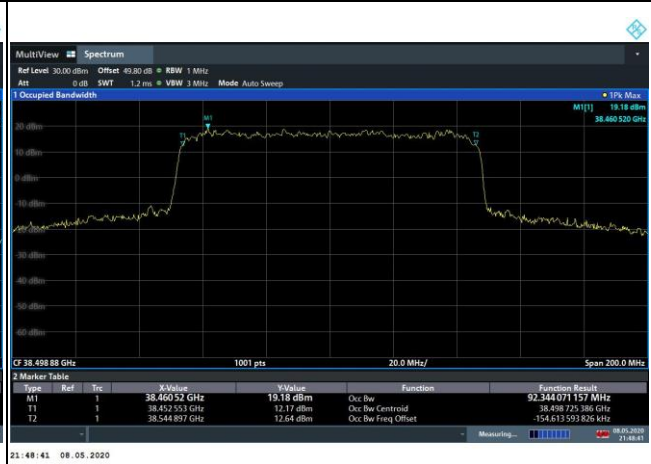 MultiView Spectrum
Ref Level 30.00 dBm Offset 49.80 dB RBW 1 MHz
Att 0 dB SWT 1.2 ms VBW 3 MHz Mode Auto Sweep
1 Occupied Bandwidth 1Pk Max
M1[1] 19.18 dBm
38.460 520 GHz
M1
20 dBm
T1
T2
10 dBm
0 dBm
-10 dBm
-20 dBm
-30 dBm
-40 dBm
-50 dBm
-60 dBm
CF 38.498 88 GHz 1001 pts 20.0 MHz/ Span 200.0 MHz
2 Marker Table
Type Ref Trc X-Value Y-Value Function Function Result
M1 1 38.460 52 GHz 19.18 dBm Occ Bw 92.344 071 157 MHz
T1 1 38.452 553 GHz 12.17 dBm Occ Bw Centroid 38.498 725 386 GHz
T2 1 38.544 897 GHz 12.64 dBm Occ Bw Freq Offset -154.613 593 826 kHz
Measuring... 08.05.2020
21:48:41
21:48:41 08.05.2020